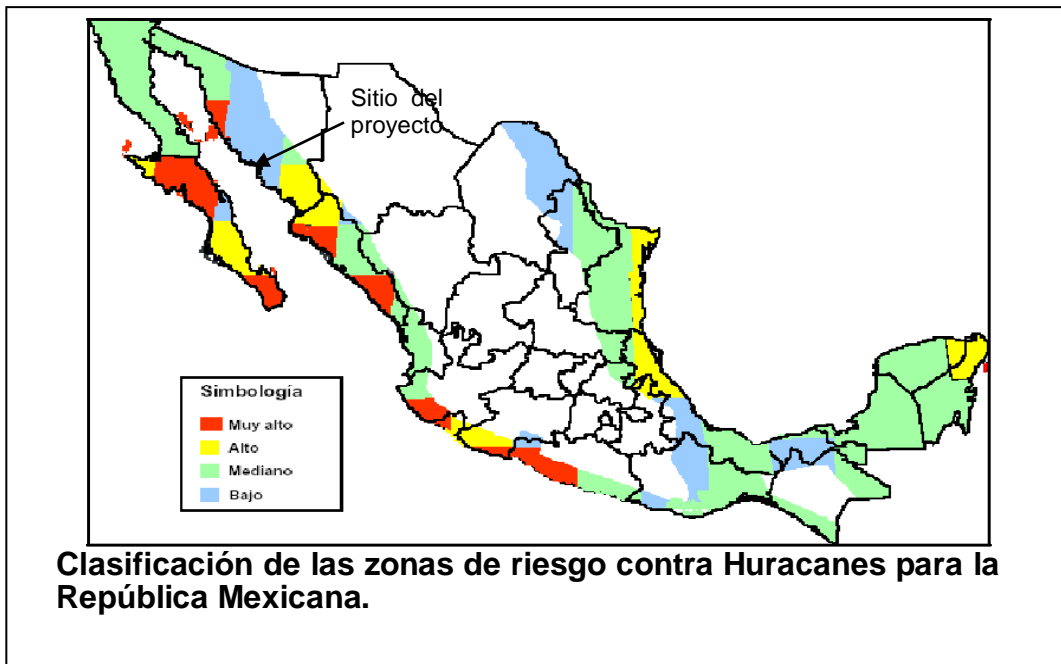 Sitio del
proyecto
Simbología
Muy alto
Alto
Mediano
Bajo
Clasificación de las zonas de riesgo contra Huracanes para la
República Mexicana.